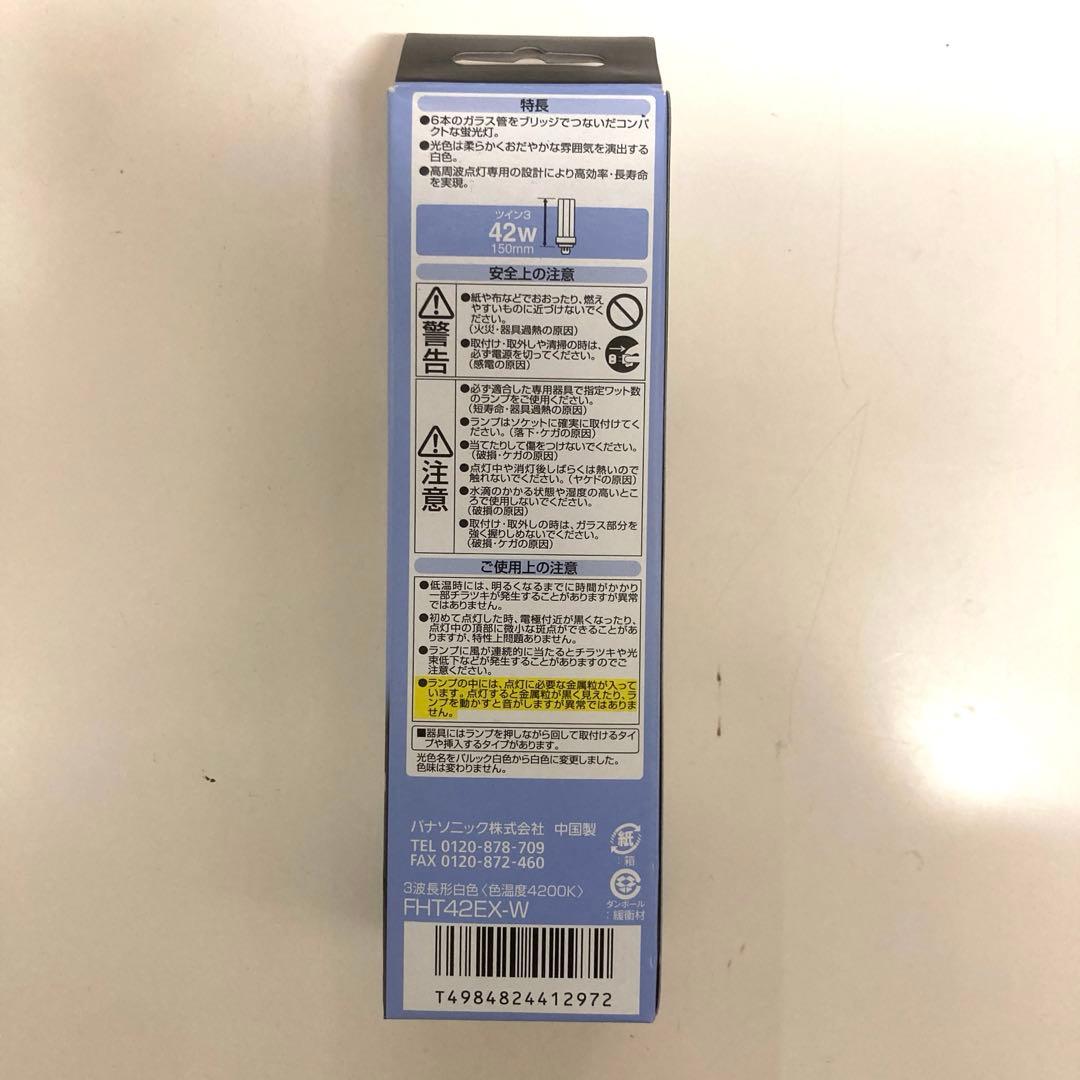 特長
●6本のガラス管をブリッジでつないだコンパ
クトな蛍光灯。
●光色は柔らかくおだやかな雰囲気を演出する
白色。
●高周波点灯専用の設計により高効率・長寿命
を実現。
ツイン3
42W
150mm
安全上の注意
警告
●紙や布などでおおったり、燃え
やすいものに近づけないでく
ださい。
(火災・器具過熱の原因)
●取付け・取外しや清掃の時は、
必ず電源を切ってください。
(感電の原因)
注意
●必ず適合した専用器具で指定ワット数
のランプをご使用ください。
(短寿命・器具過熱の原因)
●ランプはソケットに確実に取付けてく
ださい。(落下・ケガの原因)
●当てたりして傷をつけないでください。
(破損・ケガの原因)
●点灯中や消灯後しばらくは熱いので
触れないでください。(ヤケドの原因)
●水滴のかかる状態や湿度の高いとこ
ろで使用しないでください。
(破損の原因)
●取付け・取外しの時は、ガラス部分を
強く握りしめないでください。
(破損・ケガの原因)
ご使用上の注意
●低温時には、明るくなるまでに時間がかかり
一部チラツキが発生することがありますが異常
ではありません。
●初めて点灯した時、電極付近が黒くなったり、
点灯中の頂部に微小な斑点ができることがあ
りますが、特性上問題ありません。
●ランプに風が連続的に当たるとチラツキや光
束低下などが発生することがありますのでご
注意ください。
●ランプの中には、点灯に必要な金属粒が入って
います。点灯すると金属粒が黒く見えたり、ラ
ンプを動かすと音がしますが異常ではありま
せん。
■器具にはランプを押しながら回して取付けるタイ
プや挿入するタイプがあります。
光色名をパルック白色から白色に変更しました。
色味は変わりません。
パナソニック株式会社 中国製
TEL 0120-878-709
FAX 0120-872-460
紙
:箱
3波長形白色〈色温度4200K〉
FHT42EX-W
ダンボール
:緩衝材
T4984824412972